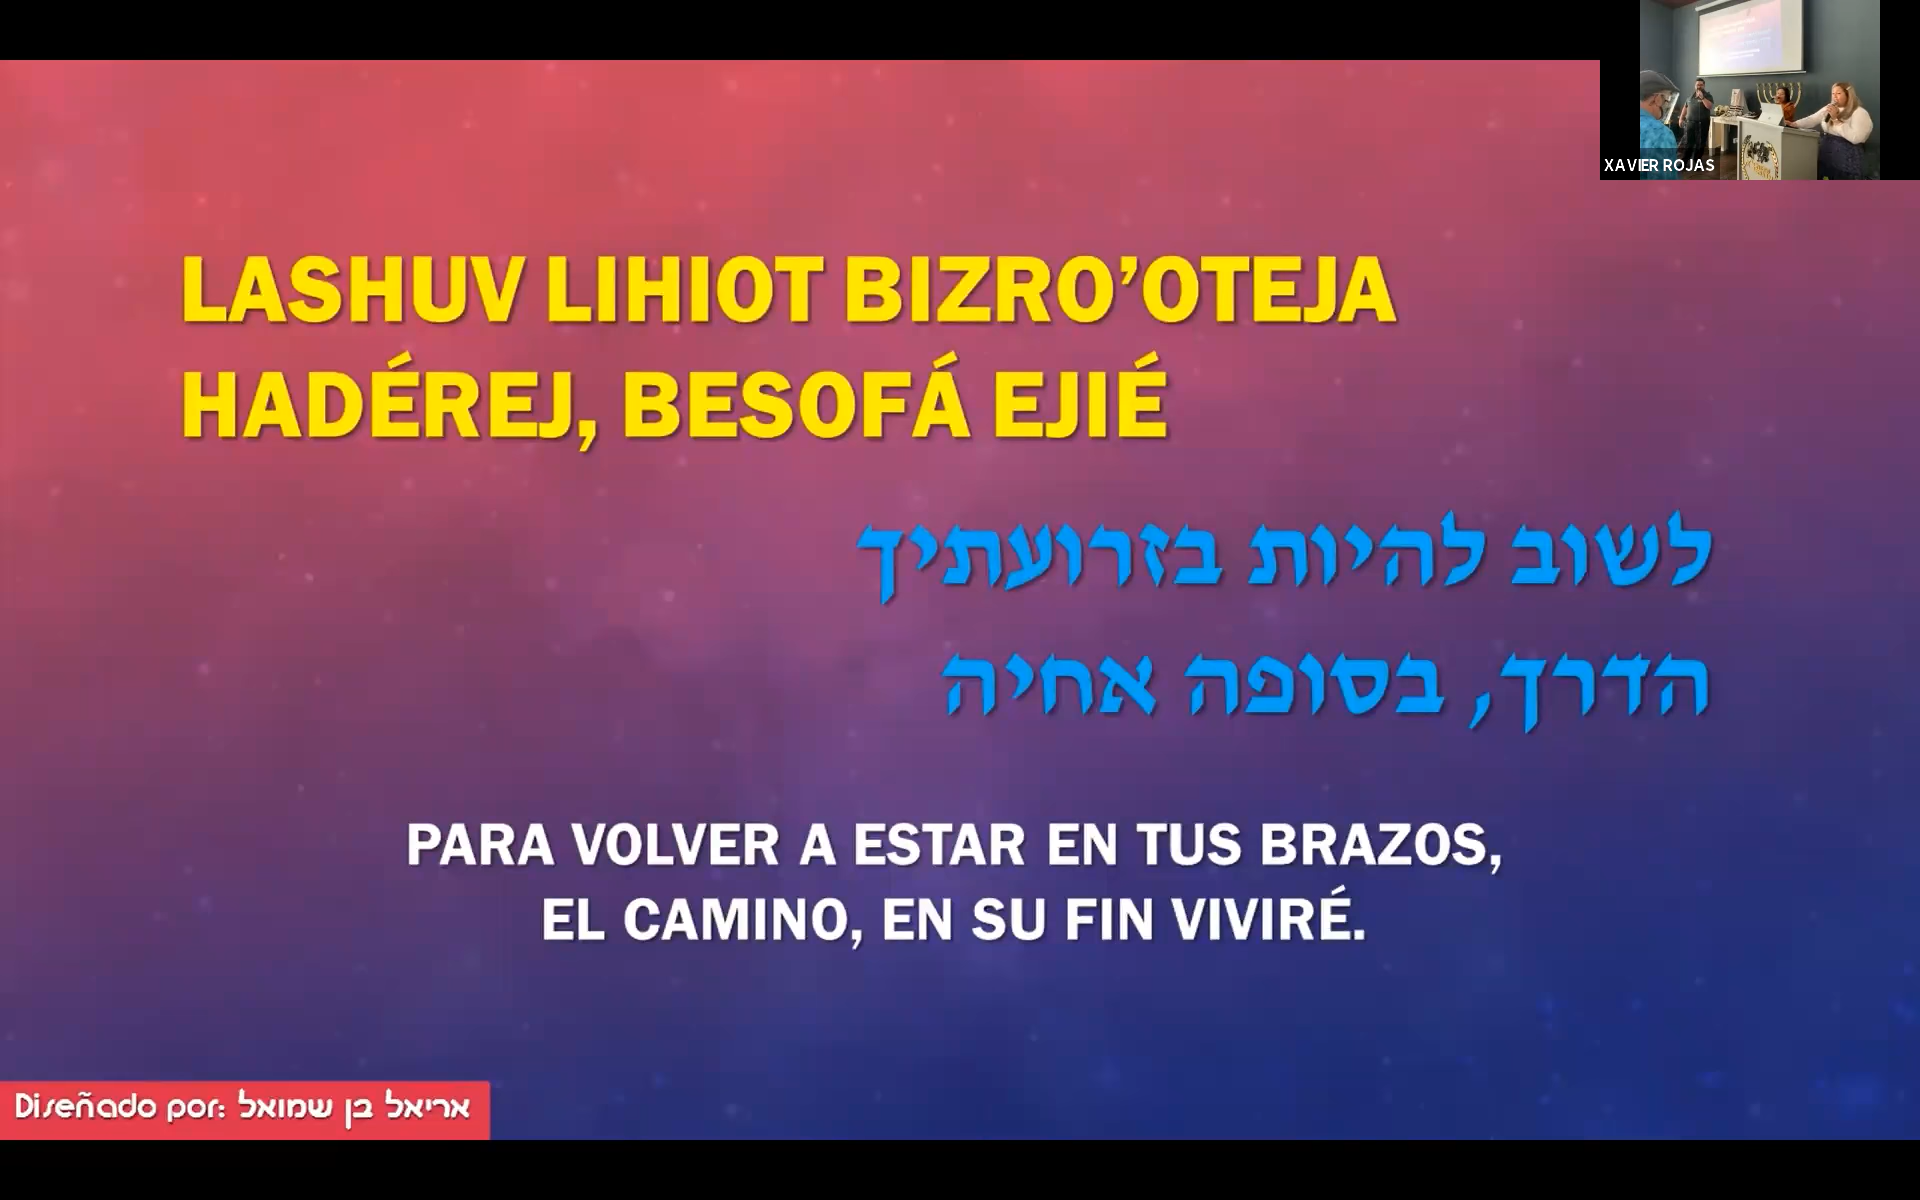 XAVIER ROJAS
LASHUV LIHIOT BIZRO’OTEJA
HADÉREJ, BESOFÁ EJIÉ
לשוב להיות בזרועתיך
הדרך, בסופה אחיה
PARA VOLVER A ESTAR EN TUS BRAZOS,
EL CAMINO, EN SU FIN VIVIRÉ.
Diseñado por: אריאל בן שמואל